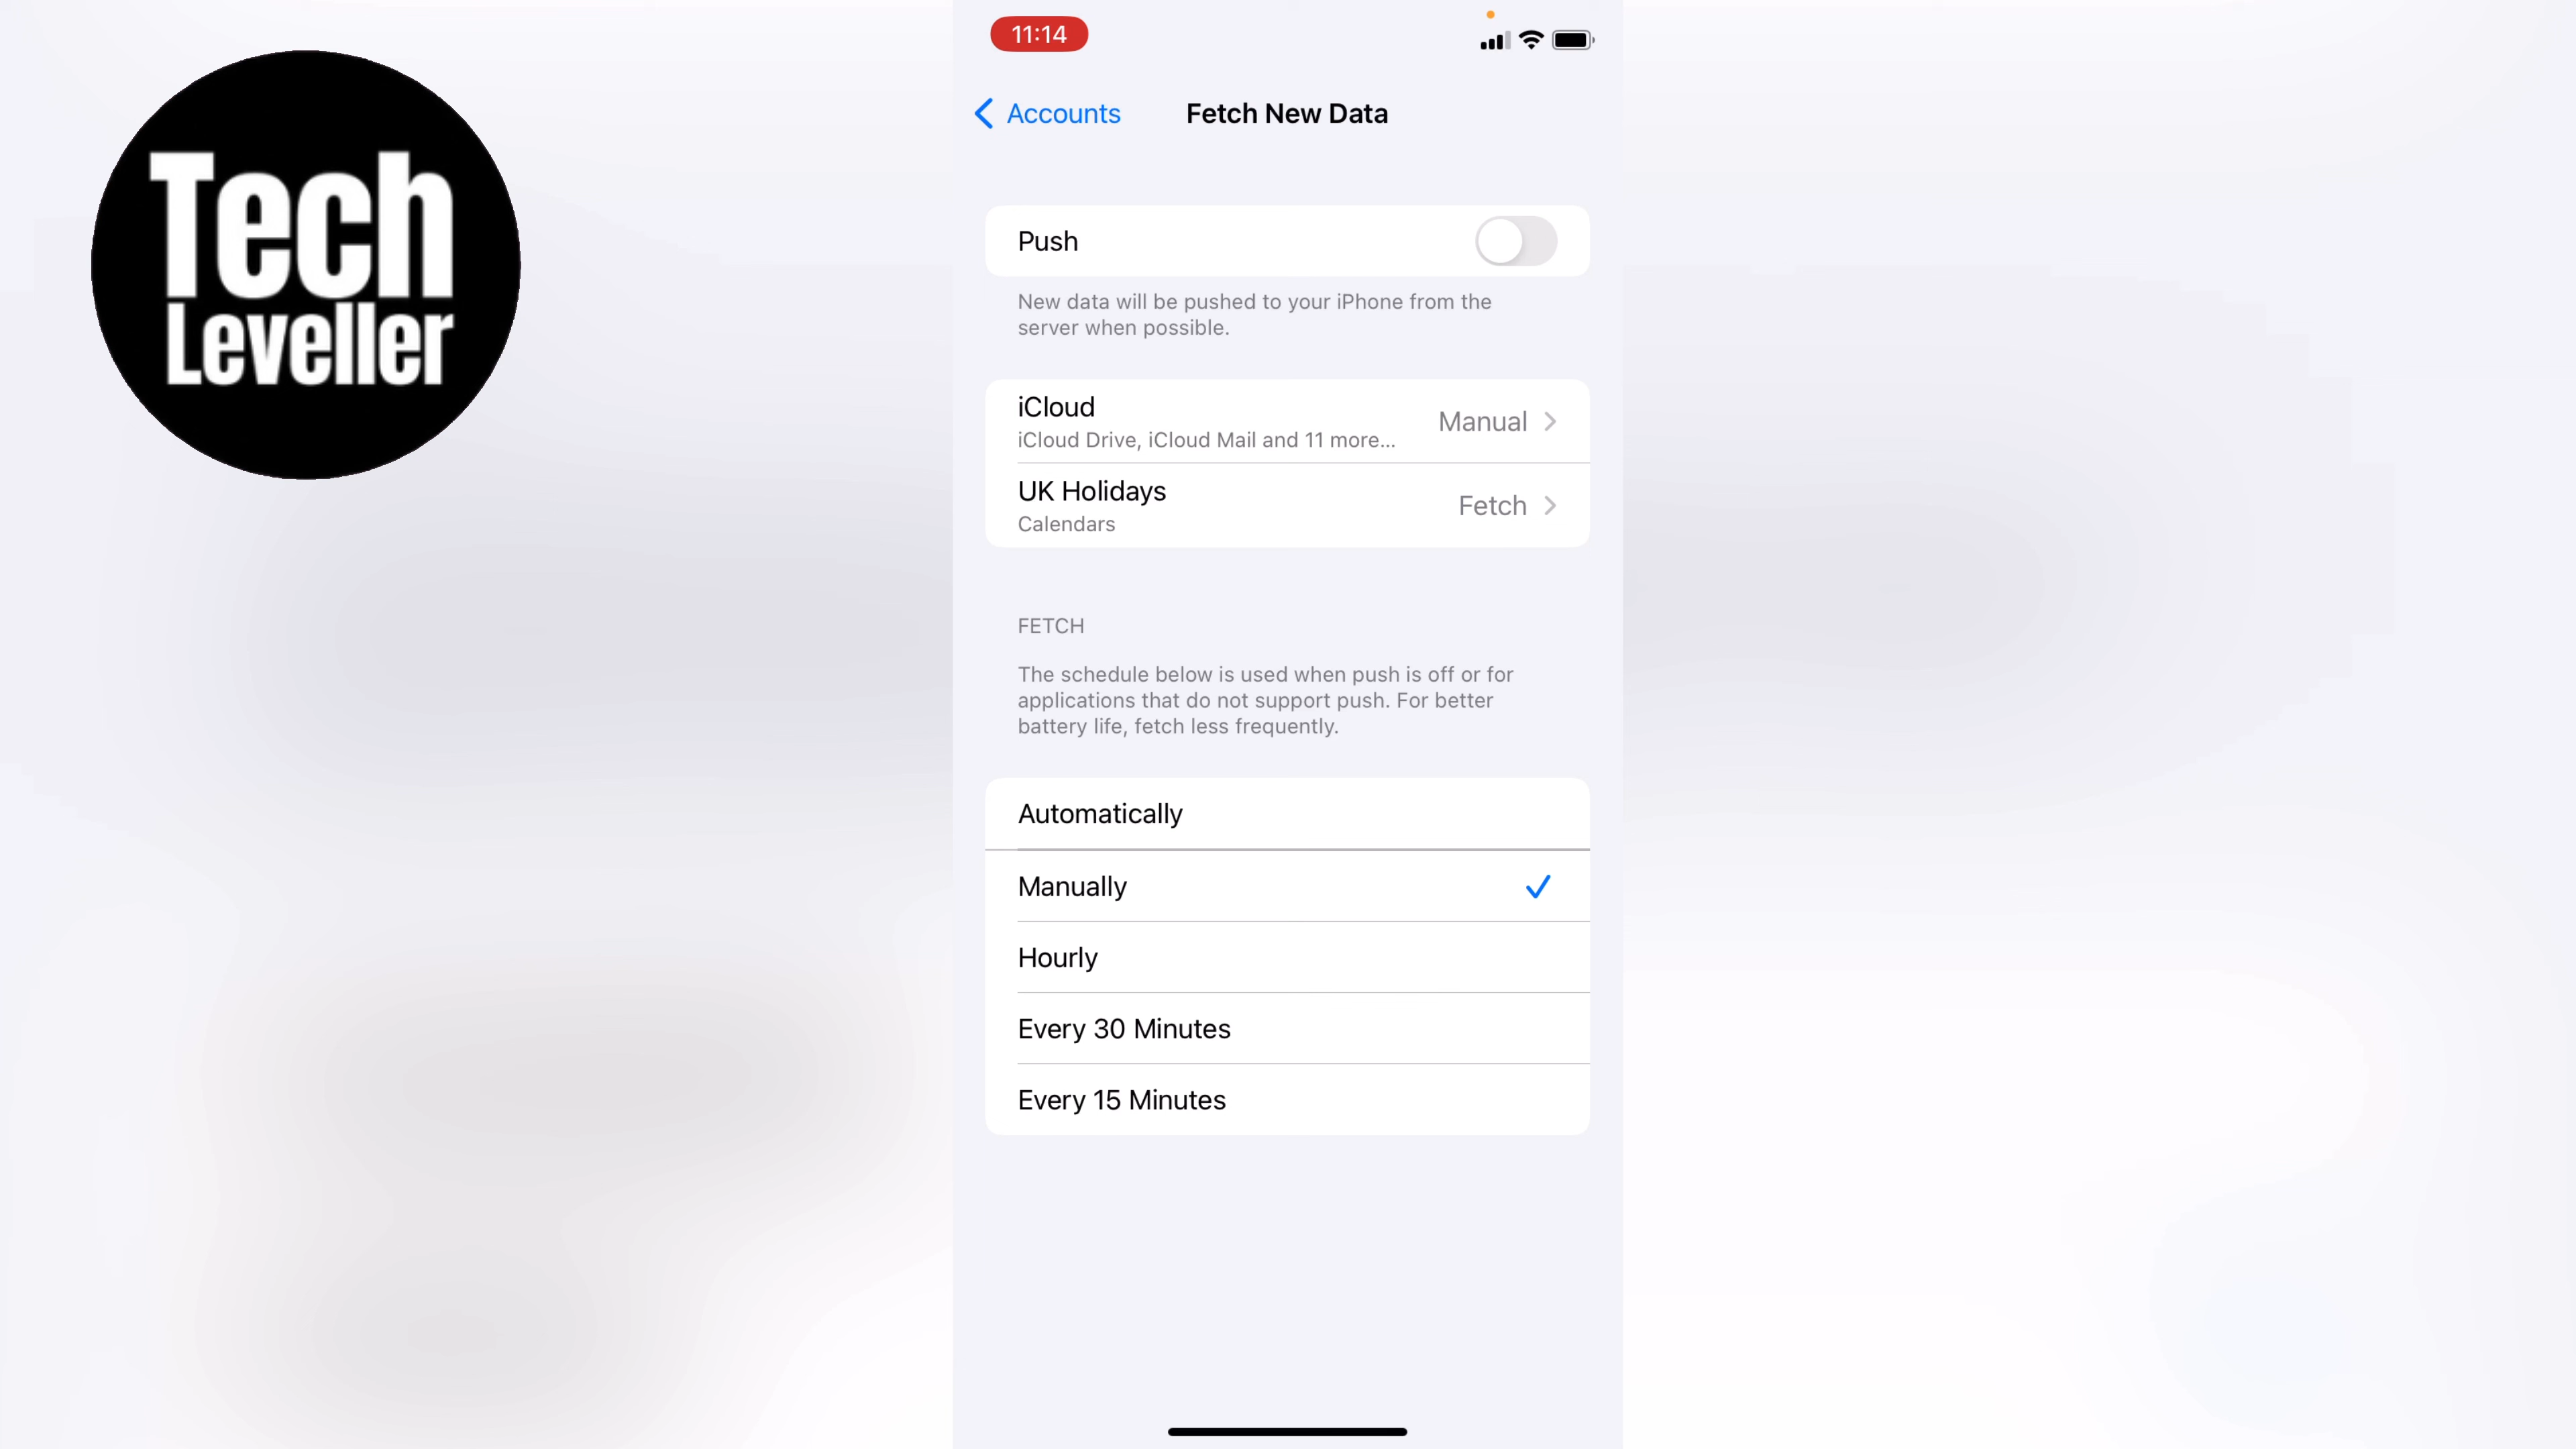 Tech
Leveller
11:14
Accounts
Fetch New Data
Push
New data will be pushed to your iPhone from the
server when possible.
iCloud
Manual
iCloud Drive, iCloud Mail and 11 more...
UK Holidays
Fetch
Calendars
FETCH
The schedule below is used when push is off or for
applications that do not support push. For better
battery life, fetch less frequently.
Automatically
Manually
Hourly
Every 30 Minutes
Every 15 Minutes